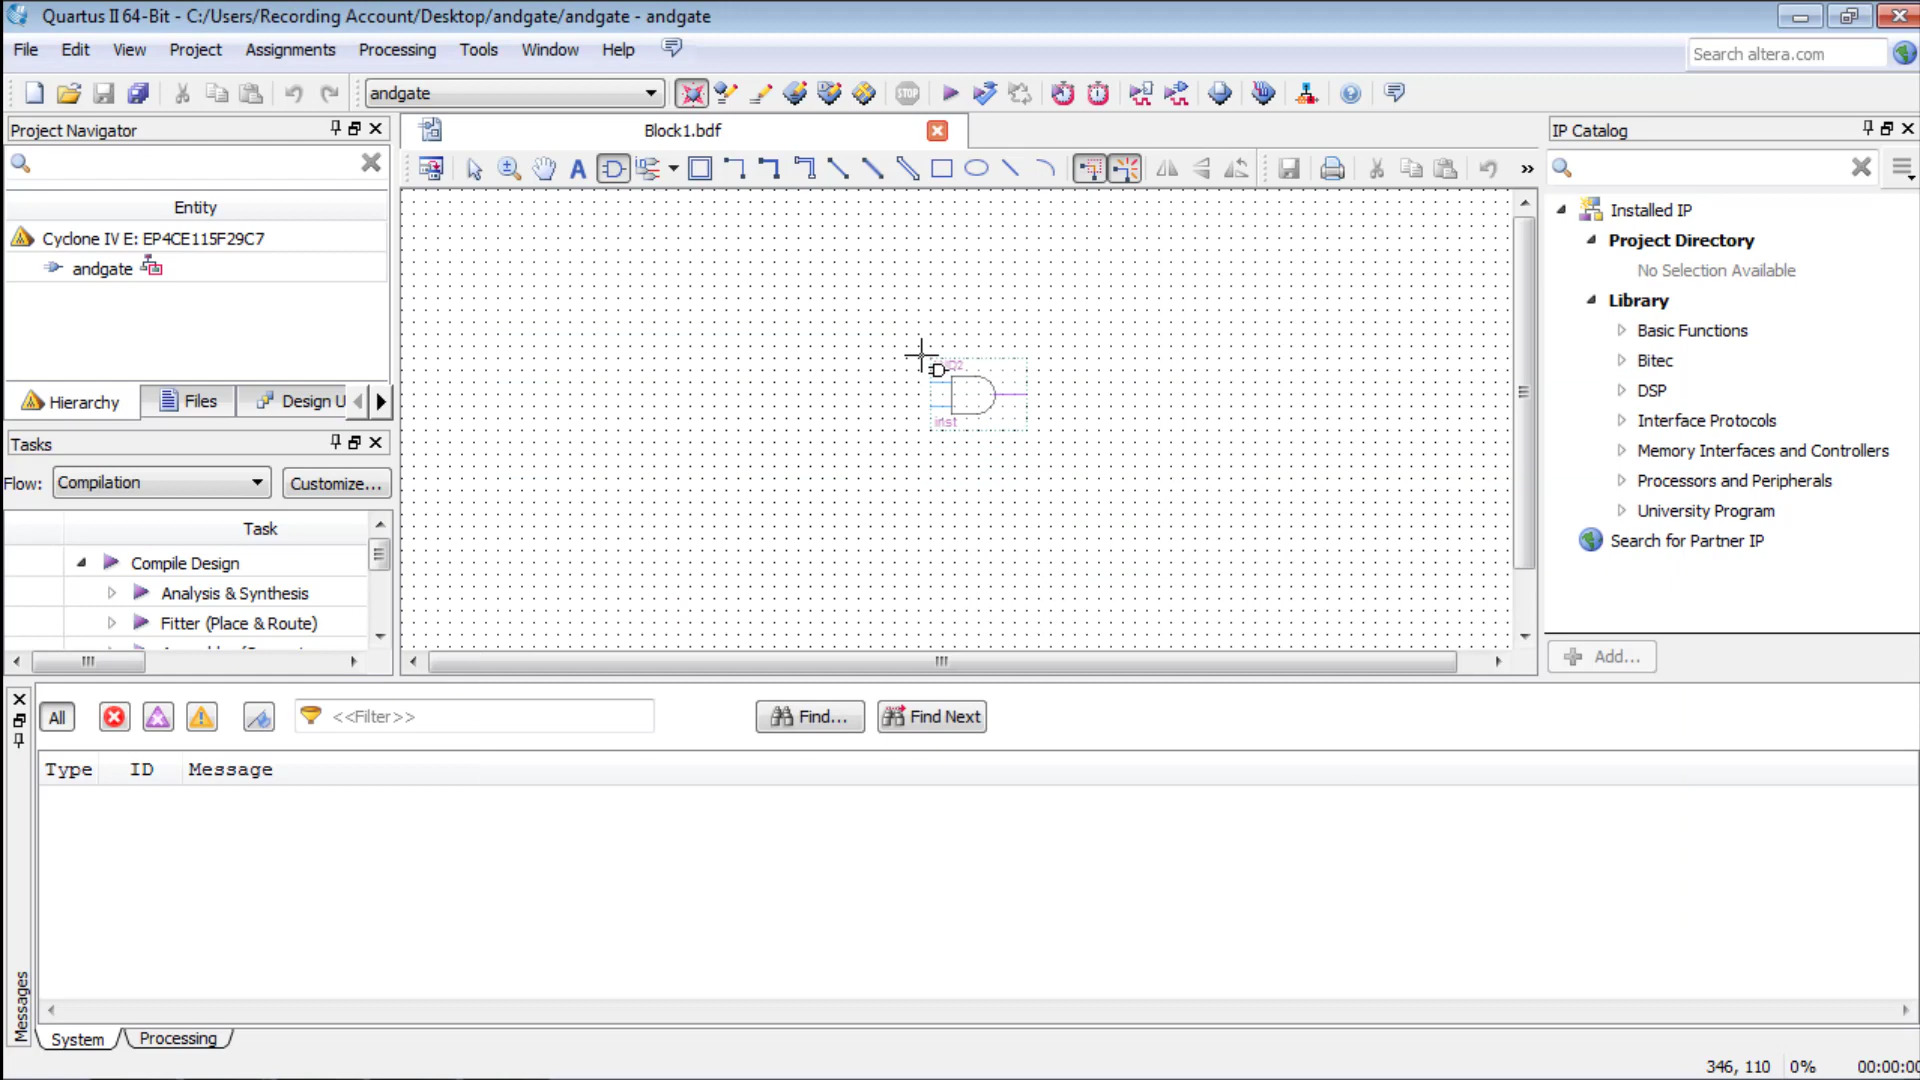 Quartus II 64-Bit - C:/Users/Recording Account/Desktop/andgate/andgate - andgate
File Edit View Project Assignments Processing Tools Window Help
Search altera.com
andgate
STOP
Project Navigator
Block1.bdf
IP Catalog
A
Entity
Cyclone IV E: EP4CE115F29C7
andgate
Hierarchy
Files
Design U
Tasks
Flow: Compilation
Customize...
Task
Compile Design
Analysis & Synthesis
Fitter (Place & Route)
inst
Installed IP
Project Directory
No Selection Available
Library
Basic Functions
Bitec
DSP
Interface Protocols
Memory Interfaces and Controllers
Processors and Peripherals
University Program
Search for Partner IP
Add...
All
<<Filter>>
Find...
Find Next
Type ID Message
Messages
System
Processing
346, 110 0% 00:00:00